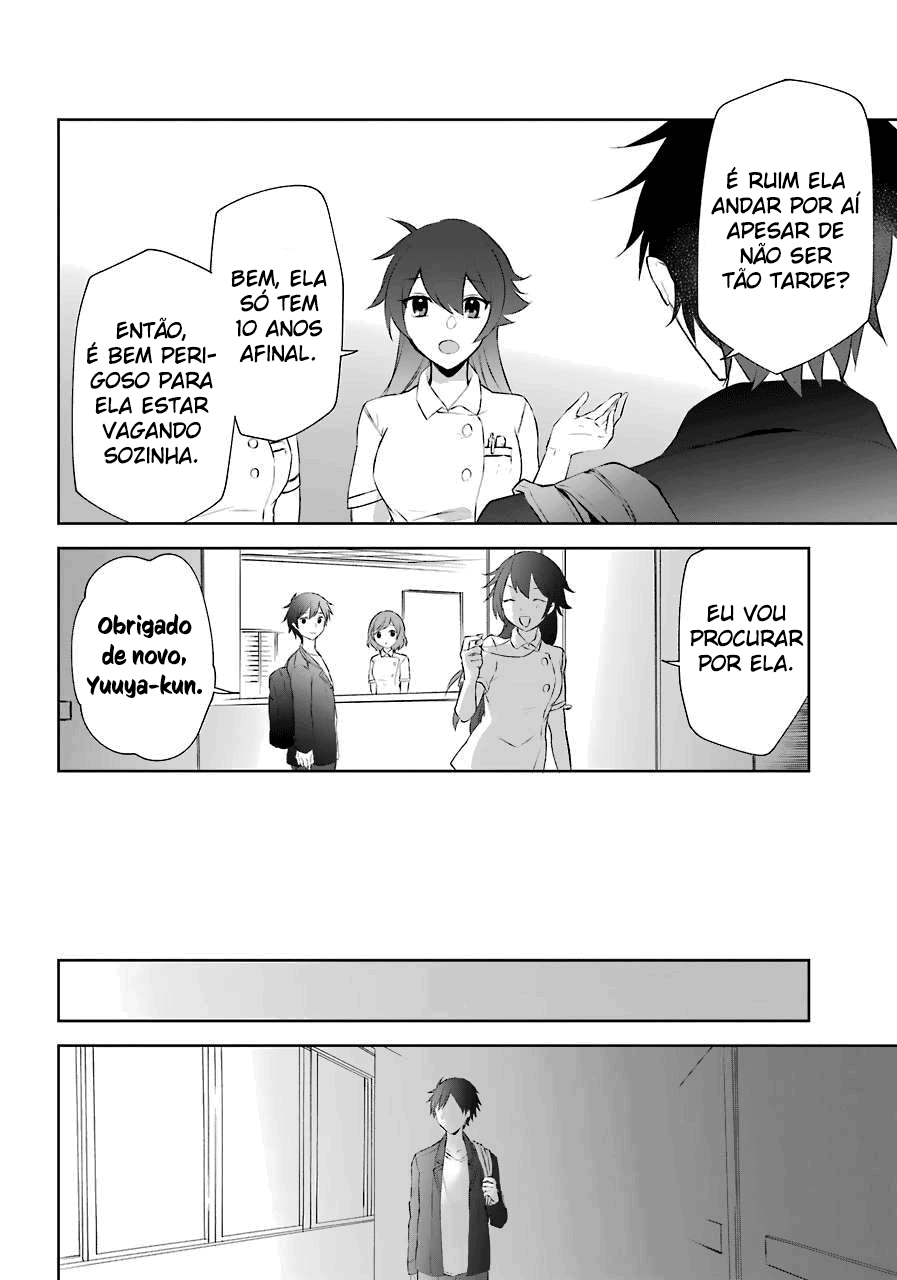 É RUIM ELA
ANDAR POR AÍ
APESAR DE
NÃO SER
TÃO TARDE?
BEM, ELA
SÓ TEM
10 ANOS
AFINAL.
ENTÃO,
É BEM PERI-
GOSO PARA
ELA ESTAR
VAGANDO
SOZINHA.
EU VOU
PROCURAR
POR ELA.
Obrigado
de novo,
Yuuya-kun.